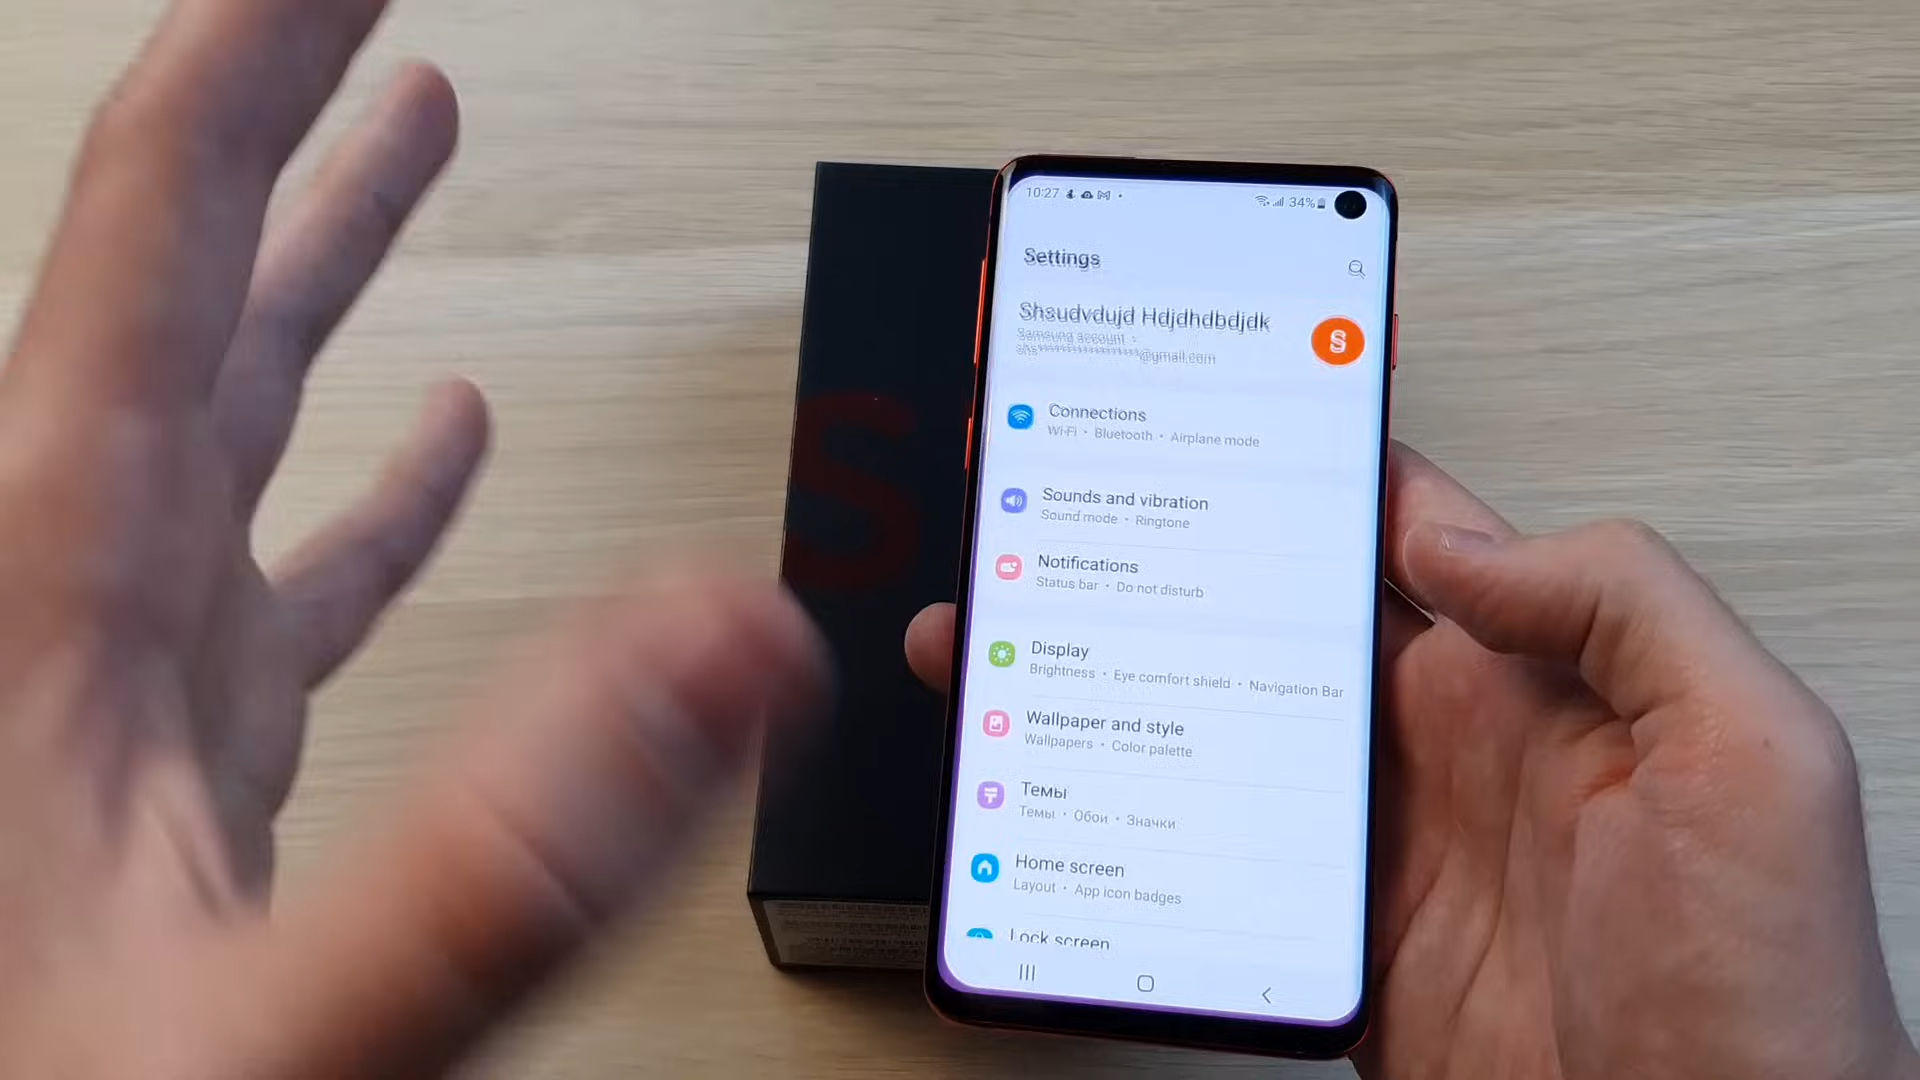 10:27
34%
Settings
Shsudvdujd Hdjdhdbdjdk
S
Samsung account
shs******************@gmail.com
Connections
Wi-Fi • Bluetooth • Airplane mode
Sounds and vibration
Sound mode • Ringtone
Notifications
Status bar • Do not disturb
Display
Brightness • Eye comfort shield • Navigation Bar
Wallpaper and style
Wallpapers • Color palette
Темы
Темы • Обои • Значки
Home screen
Layout • App icon badges
Lock screen
S